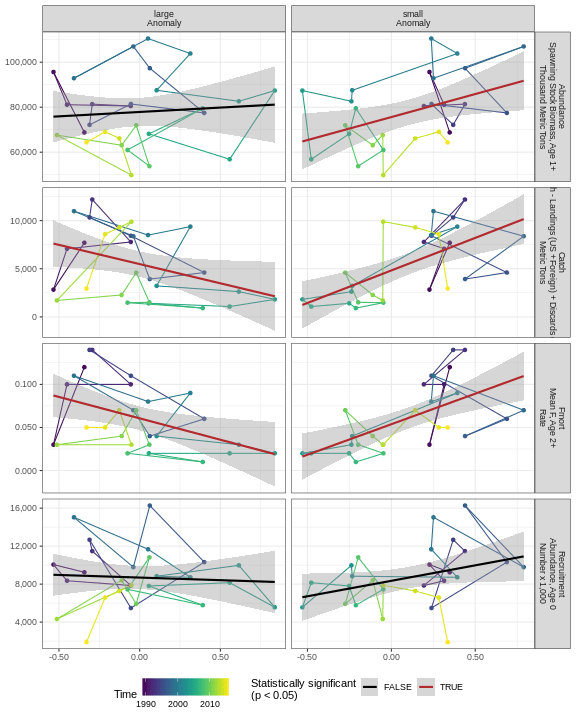 large
Anomaly
small
Anomaly
100,000
80,000
60,000
Abundance
Spawning Stock Biomass, Age 1+
Thousand Metric Tons
10,000
5,000
0
Catch
h - Landings (US +Foreign) + Discards
Metric Tons
0.100
0.050
0.000
Fmort
Mean F, Age 2+
Rate
16,000
12,000
8,000
4,000
Recruitment
Abundance, Age 0
Number x 1,000
-0.50
0.00
0.50
-0.50
0.00
0.50
Time
1990 2000 2010
Statistically significant
(p < 0.05)
FALSE
TRUE